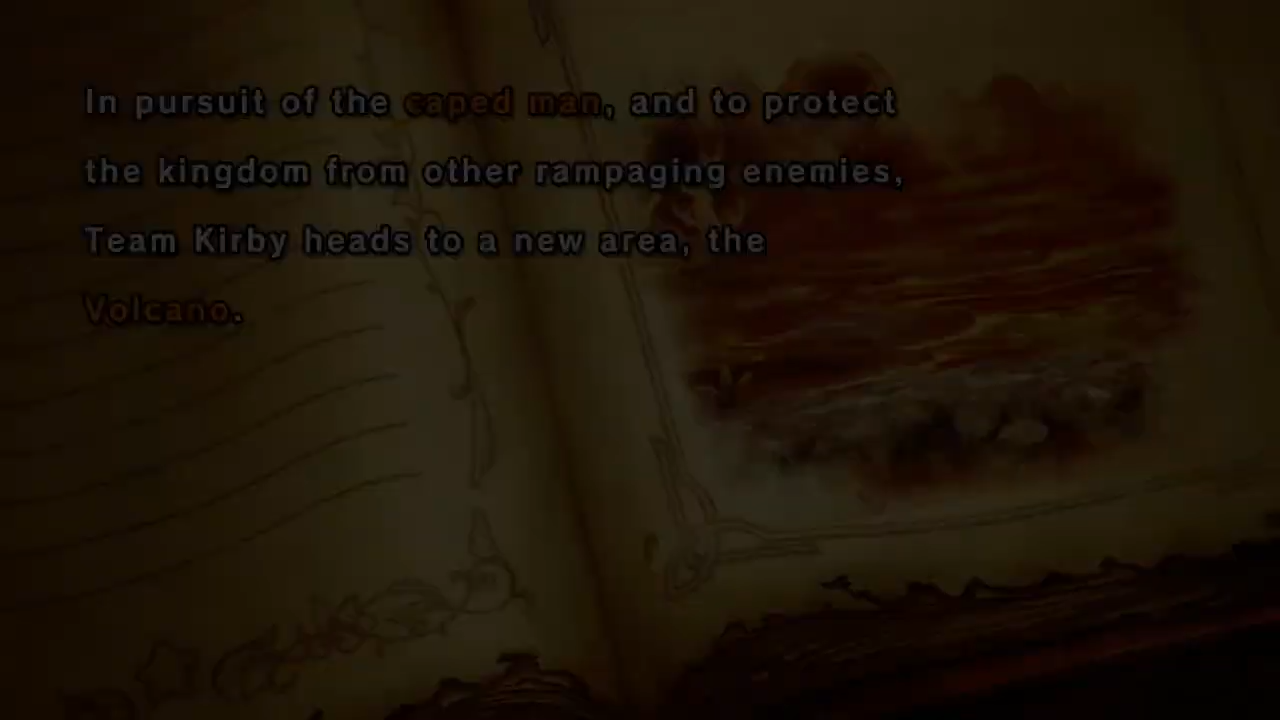 In pursuit of the caped man, and to protect
the kingdom from other rampaging enemies,
Team Kirby heads to a new area, the
Volcano.